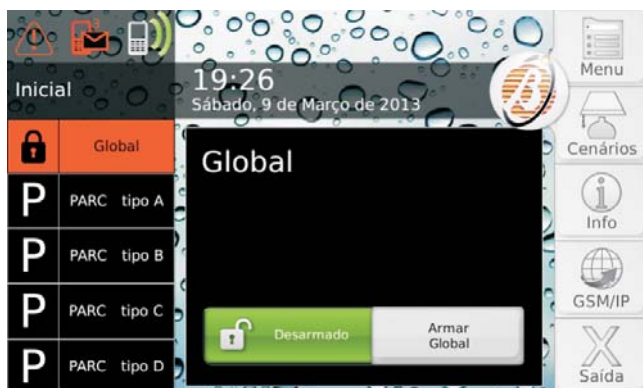 3
Inicial
19:26
Sábado, 9 de Março de 2013
B
Menu
Cenários
Info
GSM/IP
Saída
Global
P PARC tipo A
P PARC tipo B
P PARC tipo C
P PARC tipo D
Global
Desarmado
Armar
Global